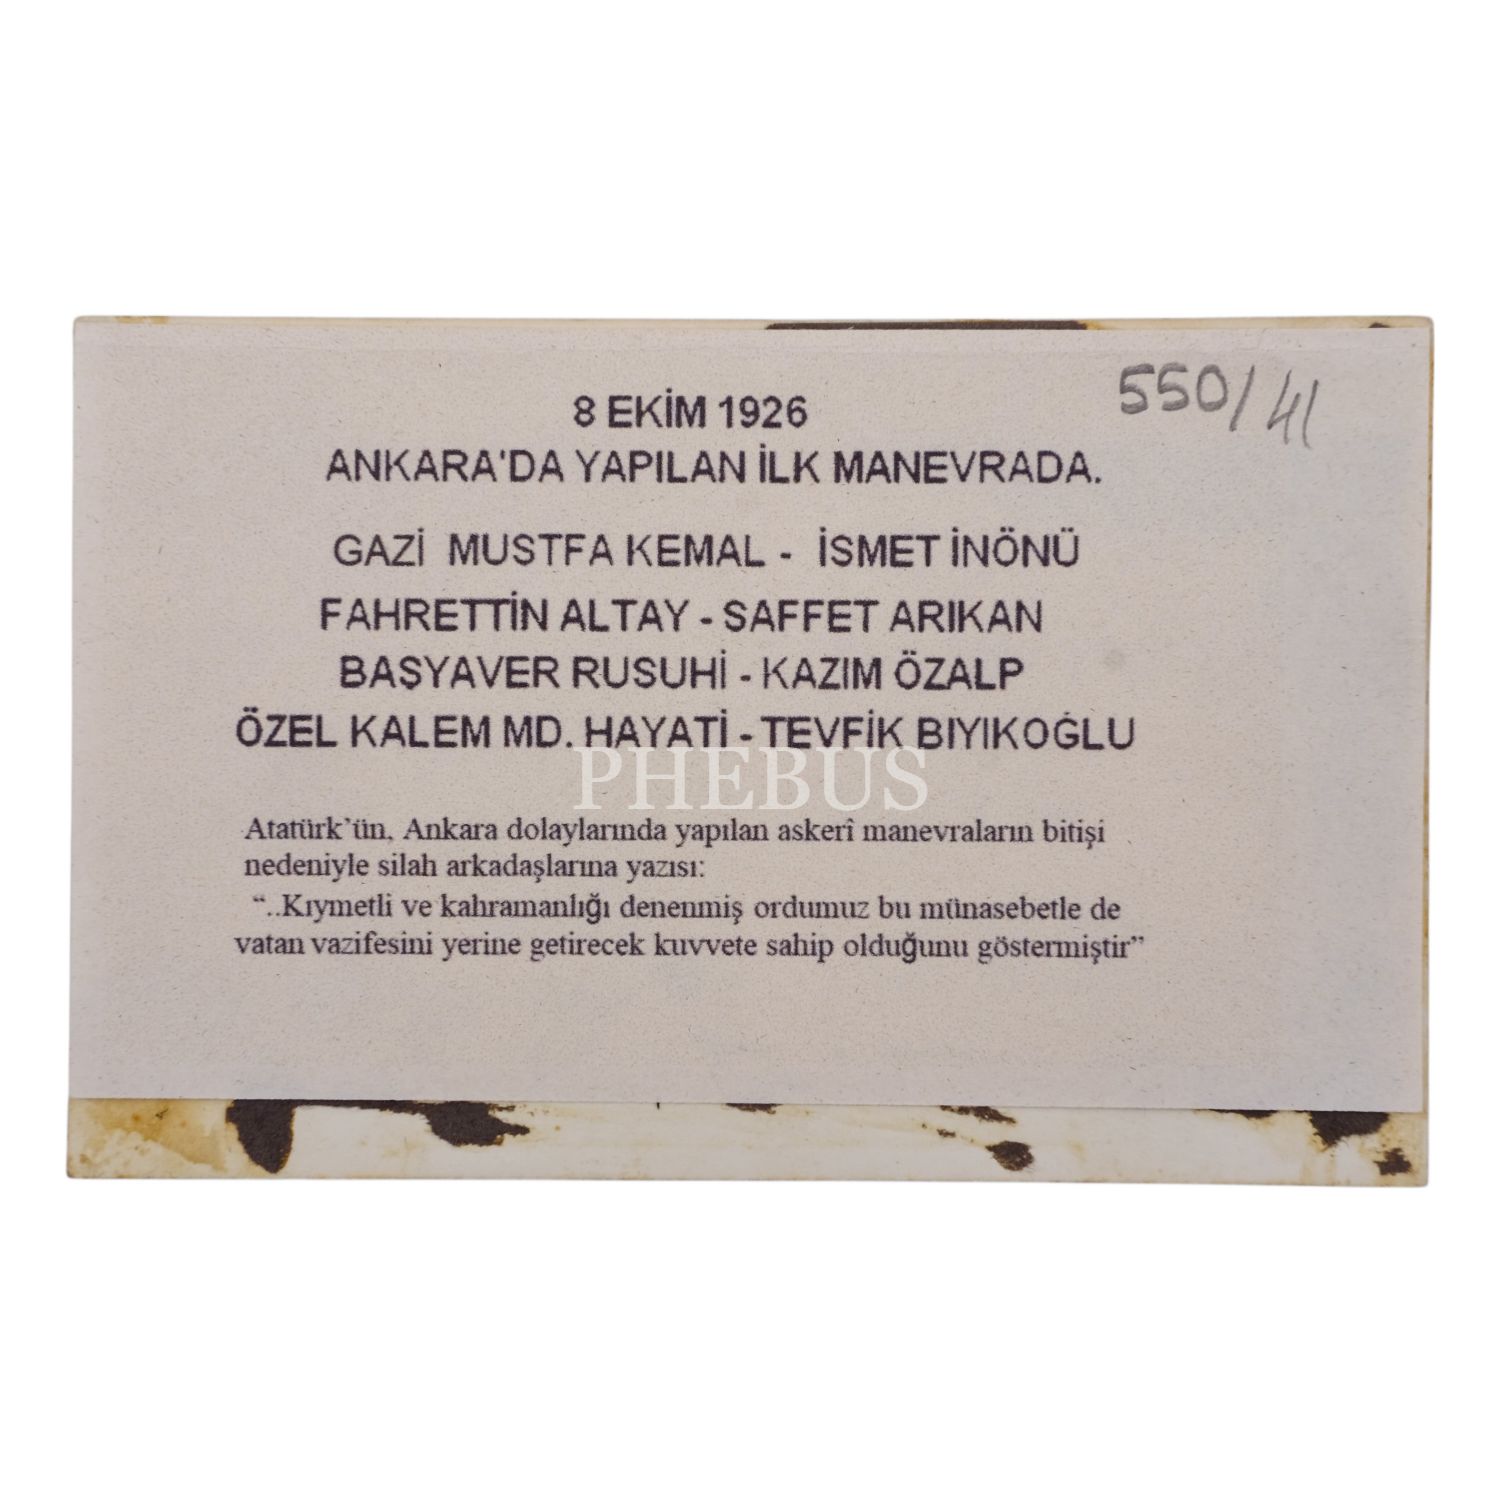 550/41
8 EKİM 1926
ANKARA'DA YAPILAN İLK MANEVRADA.
GAZİ MUSTFA KEMAL - İSMET İNÖNÜ
FAHRETTİN ALTAY - SAFFET ARIKAN
BAŞYAVER RUSUHİ - KAZIM ÖZALP
ÖZEL KALEM MD. HAYATİ - TEVFİK BIYIKOĞLU
PHEBUS
Atatürk’ün, Ankara dolaylarında yapılan askerî manevraların bitişi
nedeniyle silah arkadaşlarına yazısı:
“..Kıymetli ve kahramanlığı denenmiş ordumuz bu münasebetle de
vatan vazifesini yerine getirecek kuvvete sahip olduğunu göstermiştir”